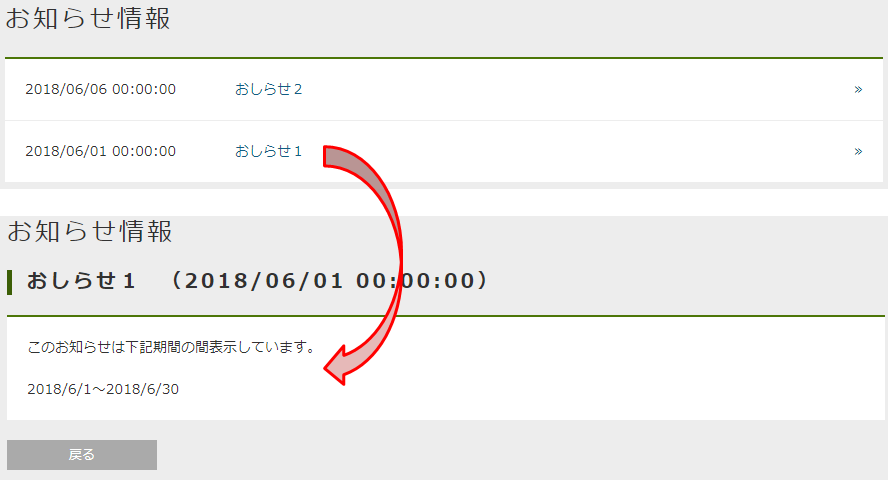 お知らせ情報
2018/06/06 00:00:00 おしらせ２ »
2018/06/01 00:00:00 おしらせ１ »
お知らせ情報
おしらせ１　（2018/06/01 00:00:00）
このお知らせは下記期間の間表示しています。
2018/6/1～2018/6/30
戻る